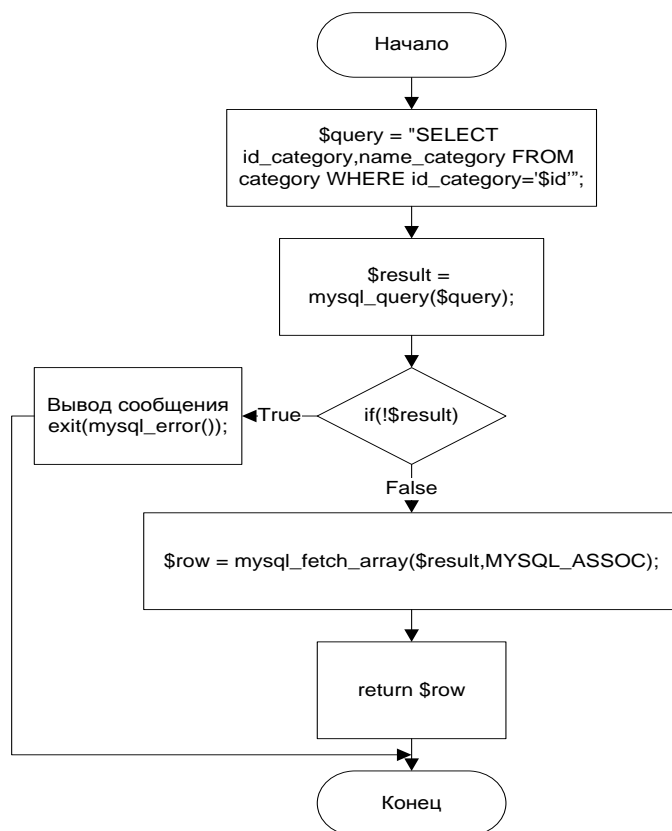 Начало
$query = "SELECT
id_category,name_category FROM
category WHERE id_category='$id'";
$result =
mysql_query($query);
Вывод сообщения
exit(mysql_error());
True
if(!$result)
False
$row = mysql_fetch_array($result,MYSQL_ASSOC);
return $row
Конец